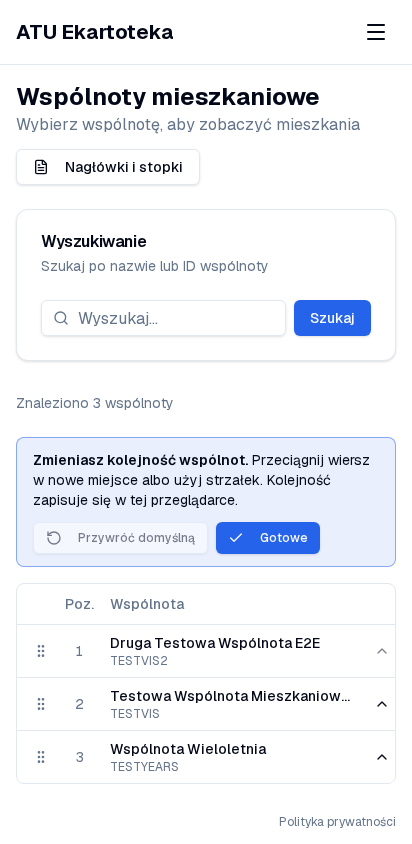 ATU Ekartoteka
Wspólnoty mieszkaniowe
Wybierz wspólnotę, aby zobaczyć mieszkania
Nagłówki i stopki
Wyszukiwanie
Szukaj po nazwie lub ID wspólnoty
Wyszukaj...
Szukaj
Znaleziono 3 wspólnoty
Zmieniasz kolejność wspólnot. Przeciągnij wiersz
w nowe miejsce albo użyj strzałek. Kolejność
zapisuje się w tej przeglądarce.
Przywróć domyślną
Gotowe
Poz. Wspólnota
1 Druga Testowa Wspólnota E2E
TESTVIS2
2 Testowa Wspólnota Mieszkaniow...
TESTVIS
3 Wspólnota Wieloletnia
TESTYEARS
Polityka prywatności